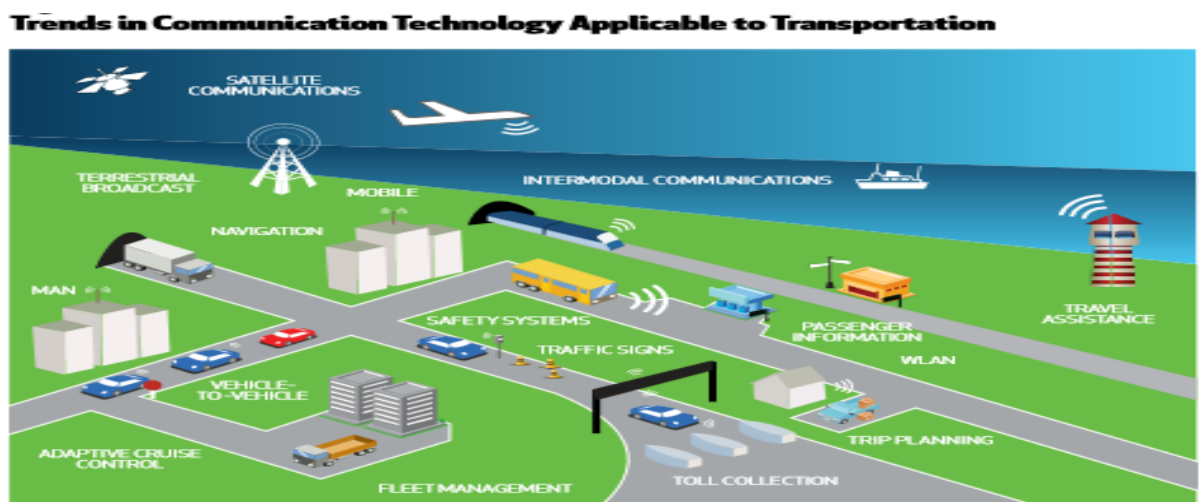 Trends in Communication Technology Applicable to Transportation
SATELLITE
COMMUNICATIONS
TERRESTRIAL
BROADCAST
MOBILE
INTERMODAL COMMUNICATIONS
NAVIGATION
MAN
SAFETY SYSTEMS
TRAFFIC SIGNS
PASSENGER
INFORMATION
TRAVEL
ASSISTANCE
WLAN
VEHICLE-
TO-VEHICLE
ADAPTIVE CRUISE
CONTROL
TRIP PLANNING
FLEET MANAGEMENT
TOLL COLLECTION